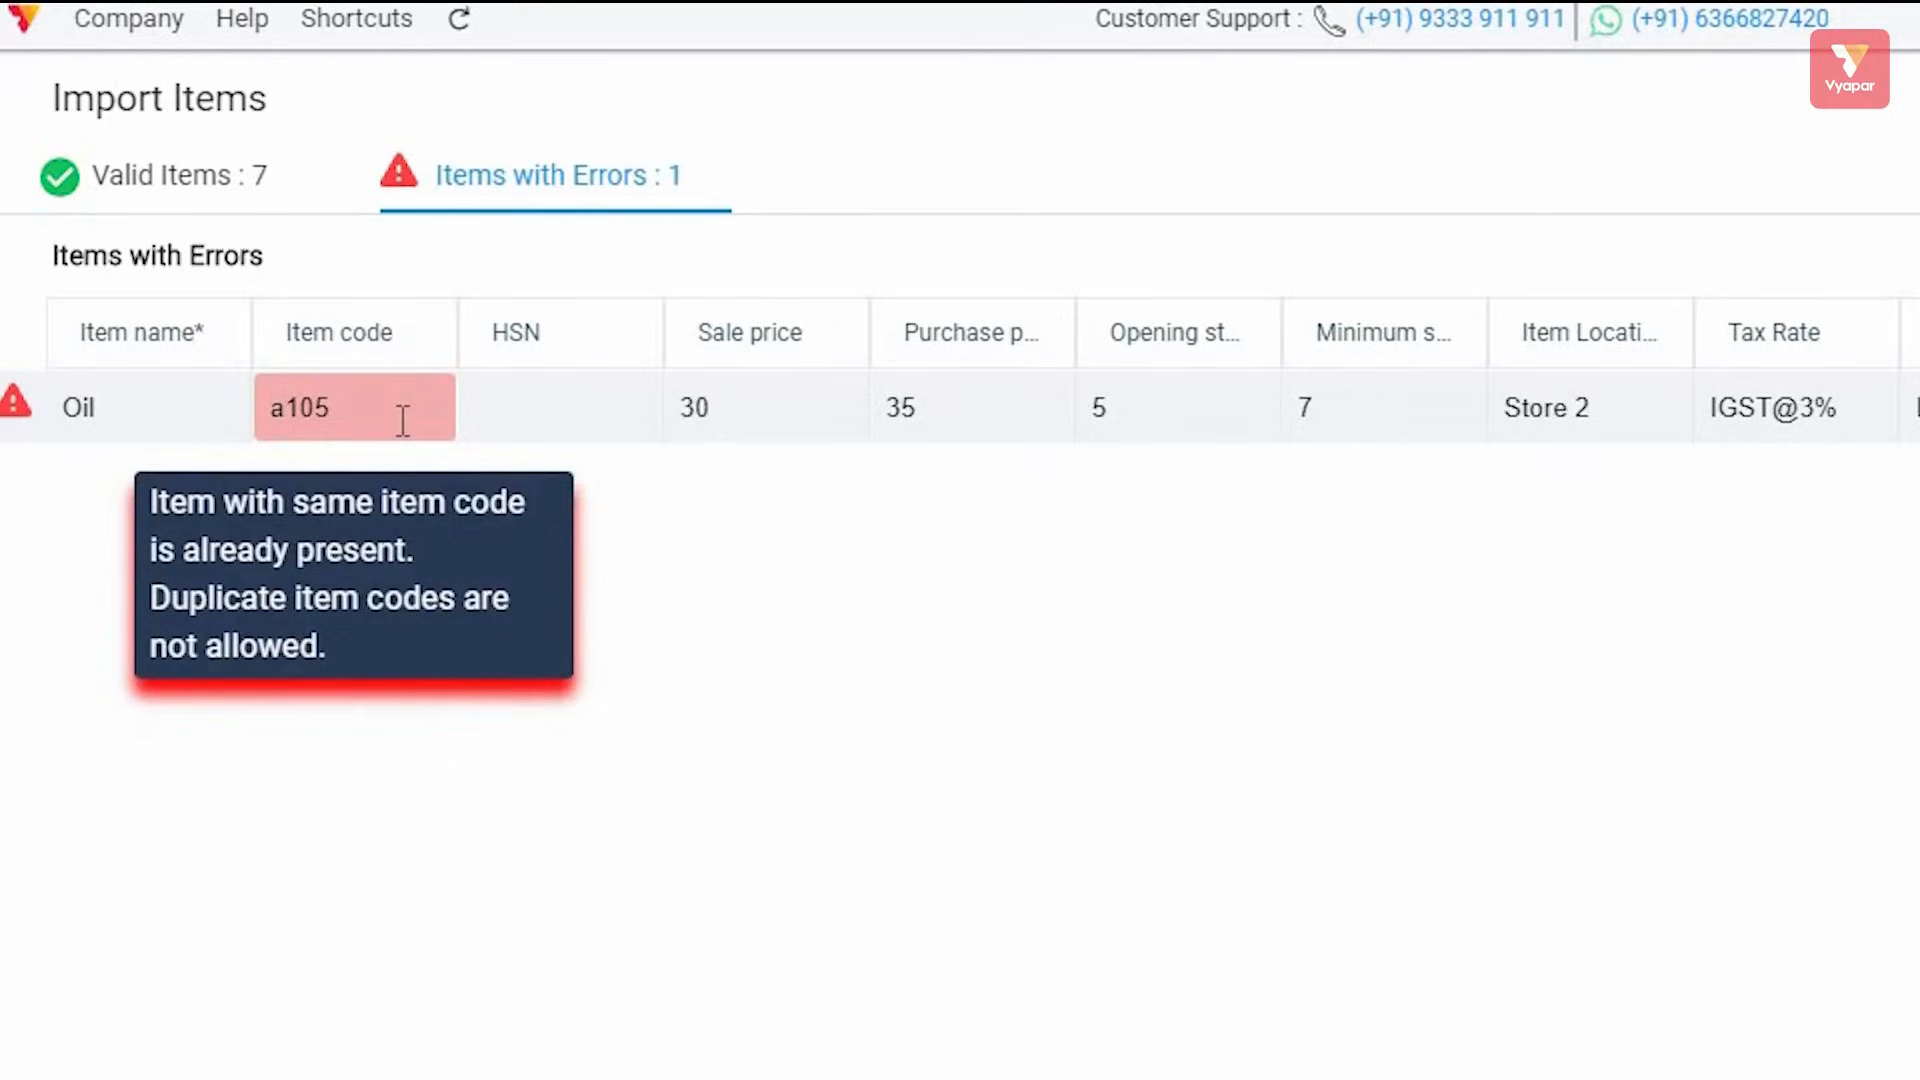 Company Help Shortcuts Customer Support : (+91) 9333 911 911 (+91) 6366827420
Vyapar
Import Items
Valid Items : 7 Items with Errors : 1
Items with Errors
Item name* Item code HSN Sale price Purchase p... Opening st... Minimum s... Item Locati... Tax Rate
Oil a105 30 35 5 7 Store 2 IGST@3%
Item with same item code
is already present.
Duplicate item codes are
not allowed.